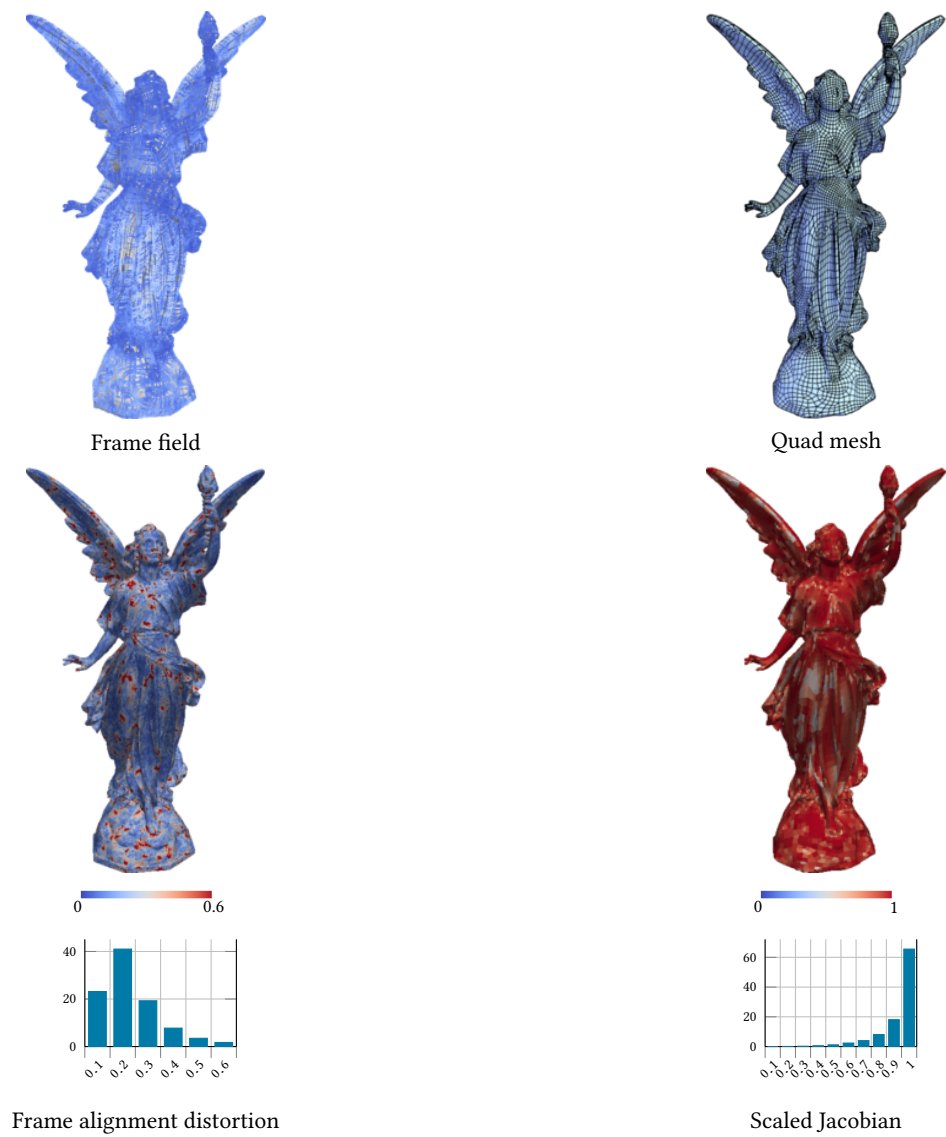 Frame field
Quad mesh
0
0.6
0
1
40
20
0
0.1 0.2 0.3 0.4 0.5 0.6
60
40
20
0
0.1 0.2 0.3 0.4 0.5 0.6 0.7 0.8 0.9 1
Frame alignment distortion
Scaled Jacobian